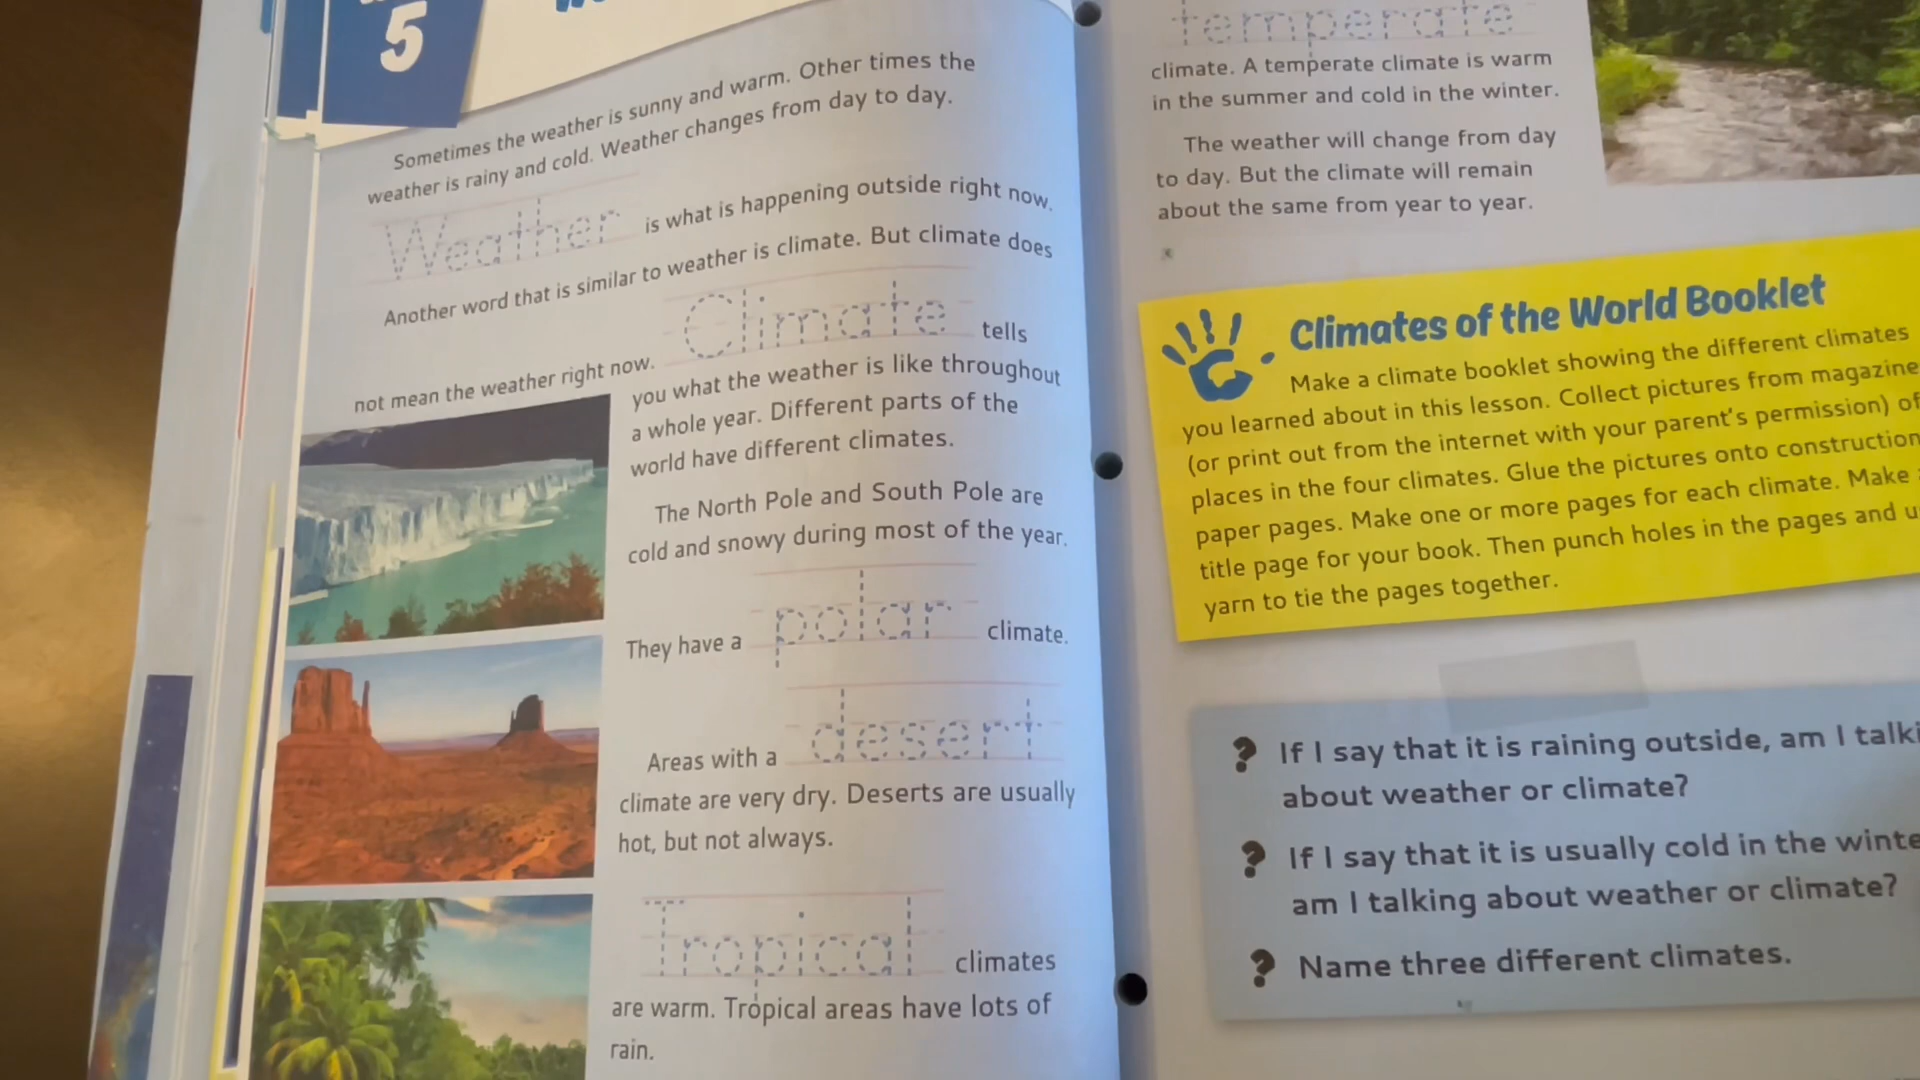 5
Sometimes the weather is sunny and warm. Other times the
weather is rainy and cold. Weather changes from day to day.
Weather is what is happening outside right now.
Another word that is similar to weather is climate. But climate does
not mean the weather right now. Climate tells
you what the weather is like throughout
a whole year. Different parts of the
world have different climates.
The North Pole and South Pole are
cold and snowy during most of the year.
They have a polar climate.
Areas with a desert
climate are very dry. Deserts are usually
hot, but not always.
Tropical climates
are warm. Tropical areas have lots of
rain.
temperate
climate. A temperate climate is warm
in the summer and cold in the winter.
The weather will change from day
to day. But the climate will remain
about the same from year to year.
Climates of the World Booklet
Make a climate booklet showing the different climates
you learned about in this lesson. Collect pictures from magazine
(or print out from the internet with your parent's permission) of
places in the four climates. Glue the pictures onto construction
paper pages. Make one or more pages for each climate. Make
title page for your book. Then punch holes in the pages and
yarn to tie the pages together.
? If I say that it is raining outside, am I talki
about weather or climate?
? If I say that it is usually cold in the winte
am I talking about weather or climate?
? Name three different climates.